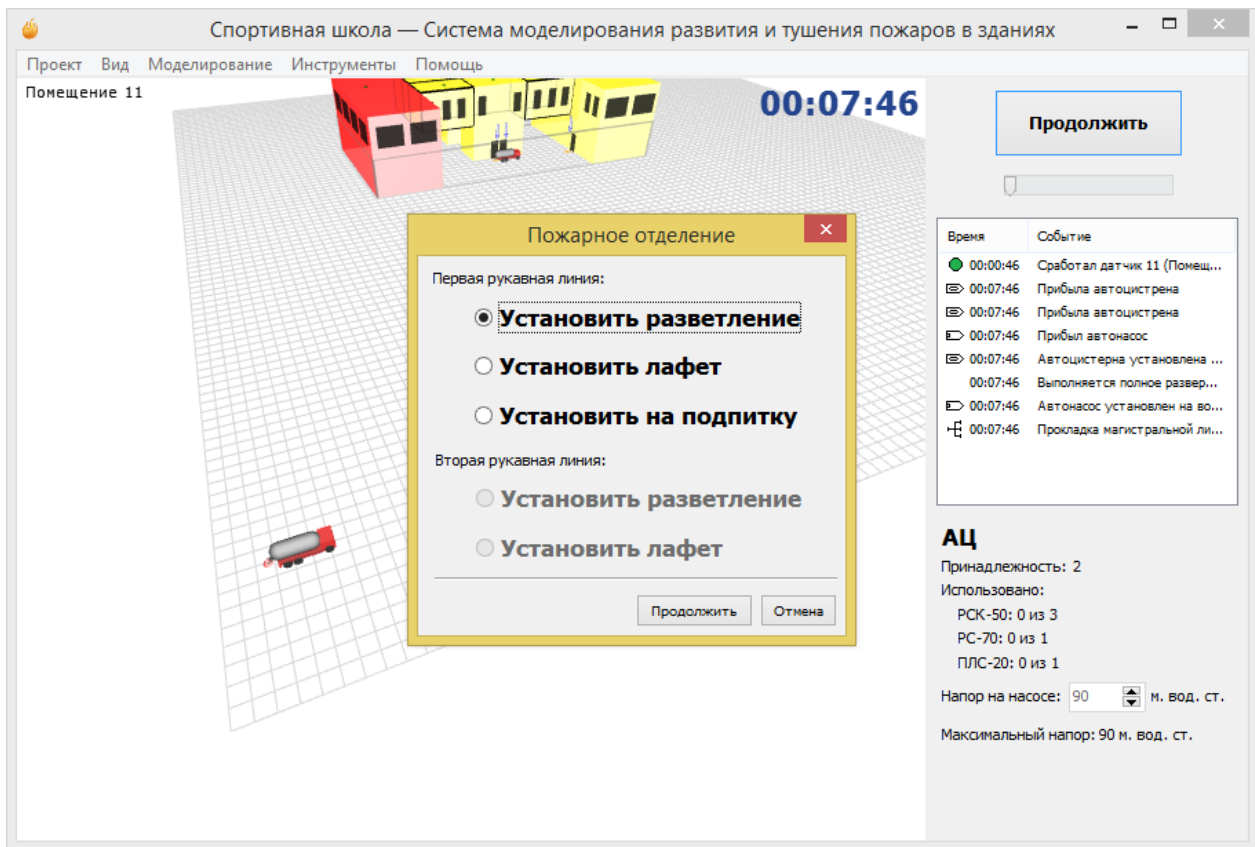 Спортивная школа — Система моделирования развития и тушения пожаров в зданиях
Проект Вид Моделирование Инструменты Помощь
Помещение 11
00:07:46
Продолжить
Пожарное отделение
Первая рукавная линия:
Установить разветление
Установить лафет
Установить на подпитку
Вторая рукавная линия:
Установить разветление
Установить лафет
Продолжить Отмена
Время Событие
00:00:46 Сработал датчик 11 (Помещ...
00:07:46 Прибыла автоцистрена
00:07:46 Прибыла автоцистрена
00:07:46 Прибыл автонасос
00:07:46 Автоцистерна установлена ...
00:07:46 Выполняется полное развер...
00:07:46 Автонасос установлен на во...
00:07:46 Прокладка магистральной ли...
АЦ
Принадлежность: 2
Использовано:
РСК-50: 0 из 3
РС-70: 0 из 1
ПЛС-20: 0 из 1
Напор на насосе: 90 м. вод. ст.
Максимальный напор: 90 м. вод. ст.